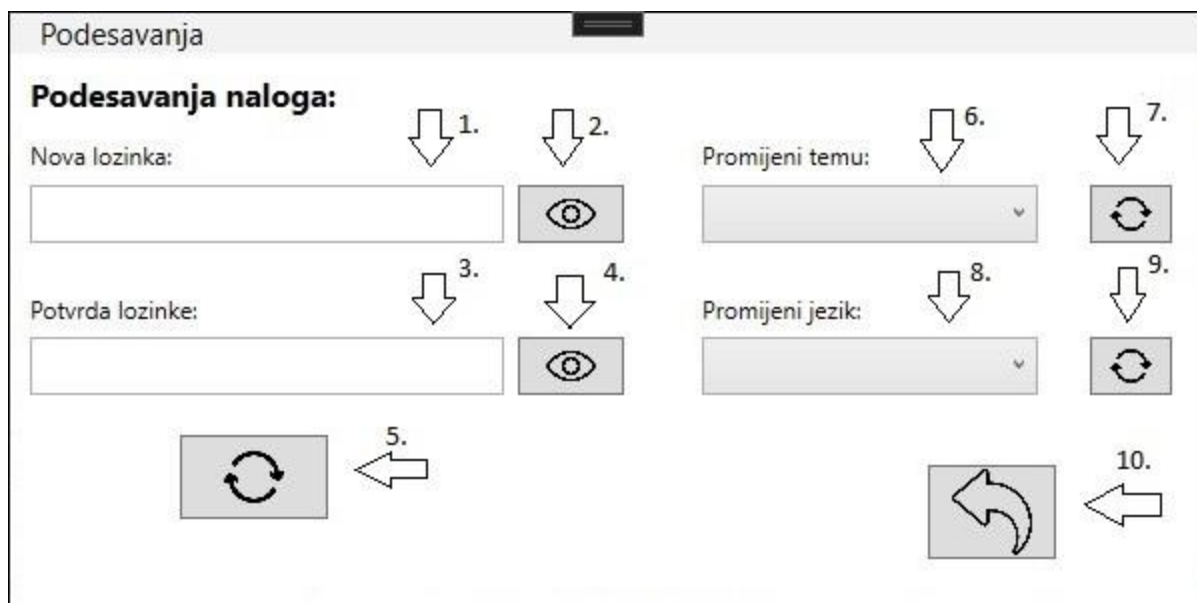 Podesavanja
Podesavanja naloga:
1.
2.
6.
7.
Nova lozinka:
Promijeni temu:
3.
4.
8.
9.
Potvrda lozinke:
Promijeni jezik:
5.
10.